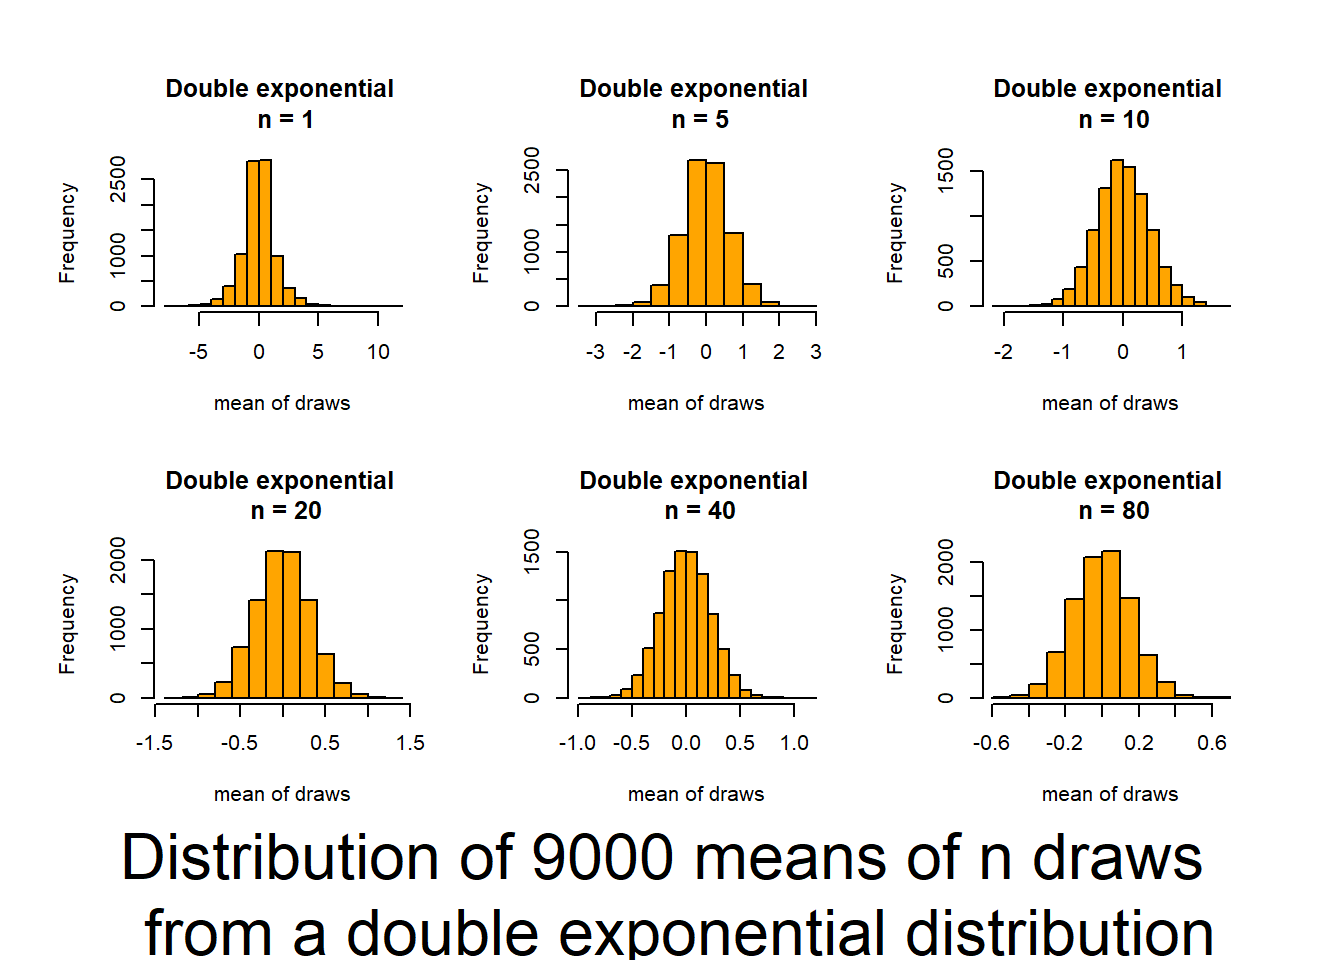 Double exponential
n = 1
Frequency
0 1000 2500
-5 0 5 10
mean of draws
Double exponential
n = 5
Frequency
0 1000 2500
-3 -2 -1 0 1 2 3
mean of draws
Double exponential
n = 10
Frequency
0 500 1500
-2 -1 0 1
mean of draws
Double exponential
n = 20
Frequency
0 1000 2000
-1.5 -0.5 0.5 1.5
mean of draws
Double exponential
n = 40
Frequency
0 500 1500
-1.0 -0.5 0.0 0.5 1.0
mean of draws
Double exponential
n = 80
Frequency
0 1000 2000
-0.6 -0.2 0.2 0.6
mean of draws
Distribution of 9000 means of n draws
from a double exponential distribution